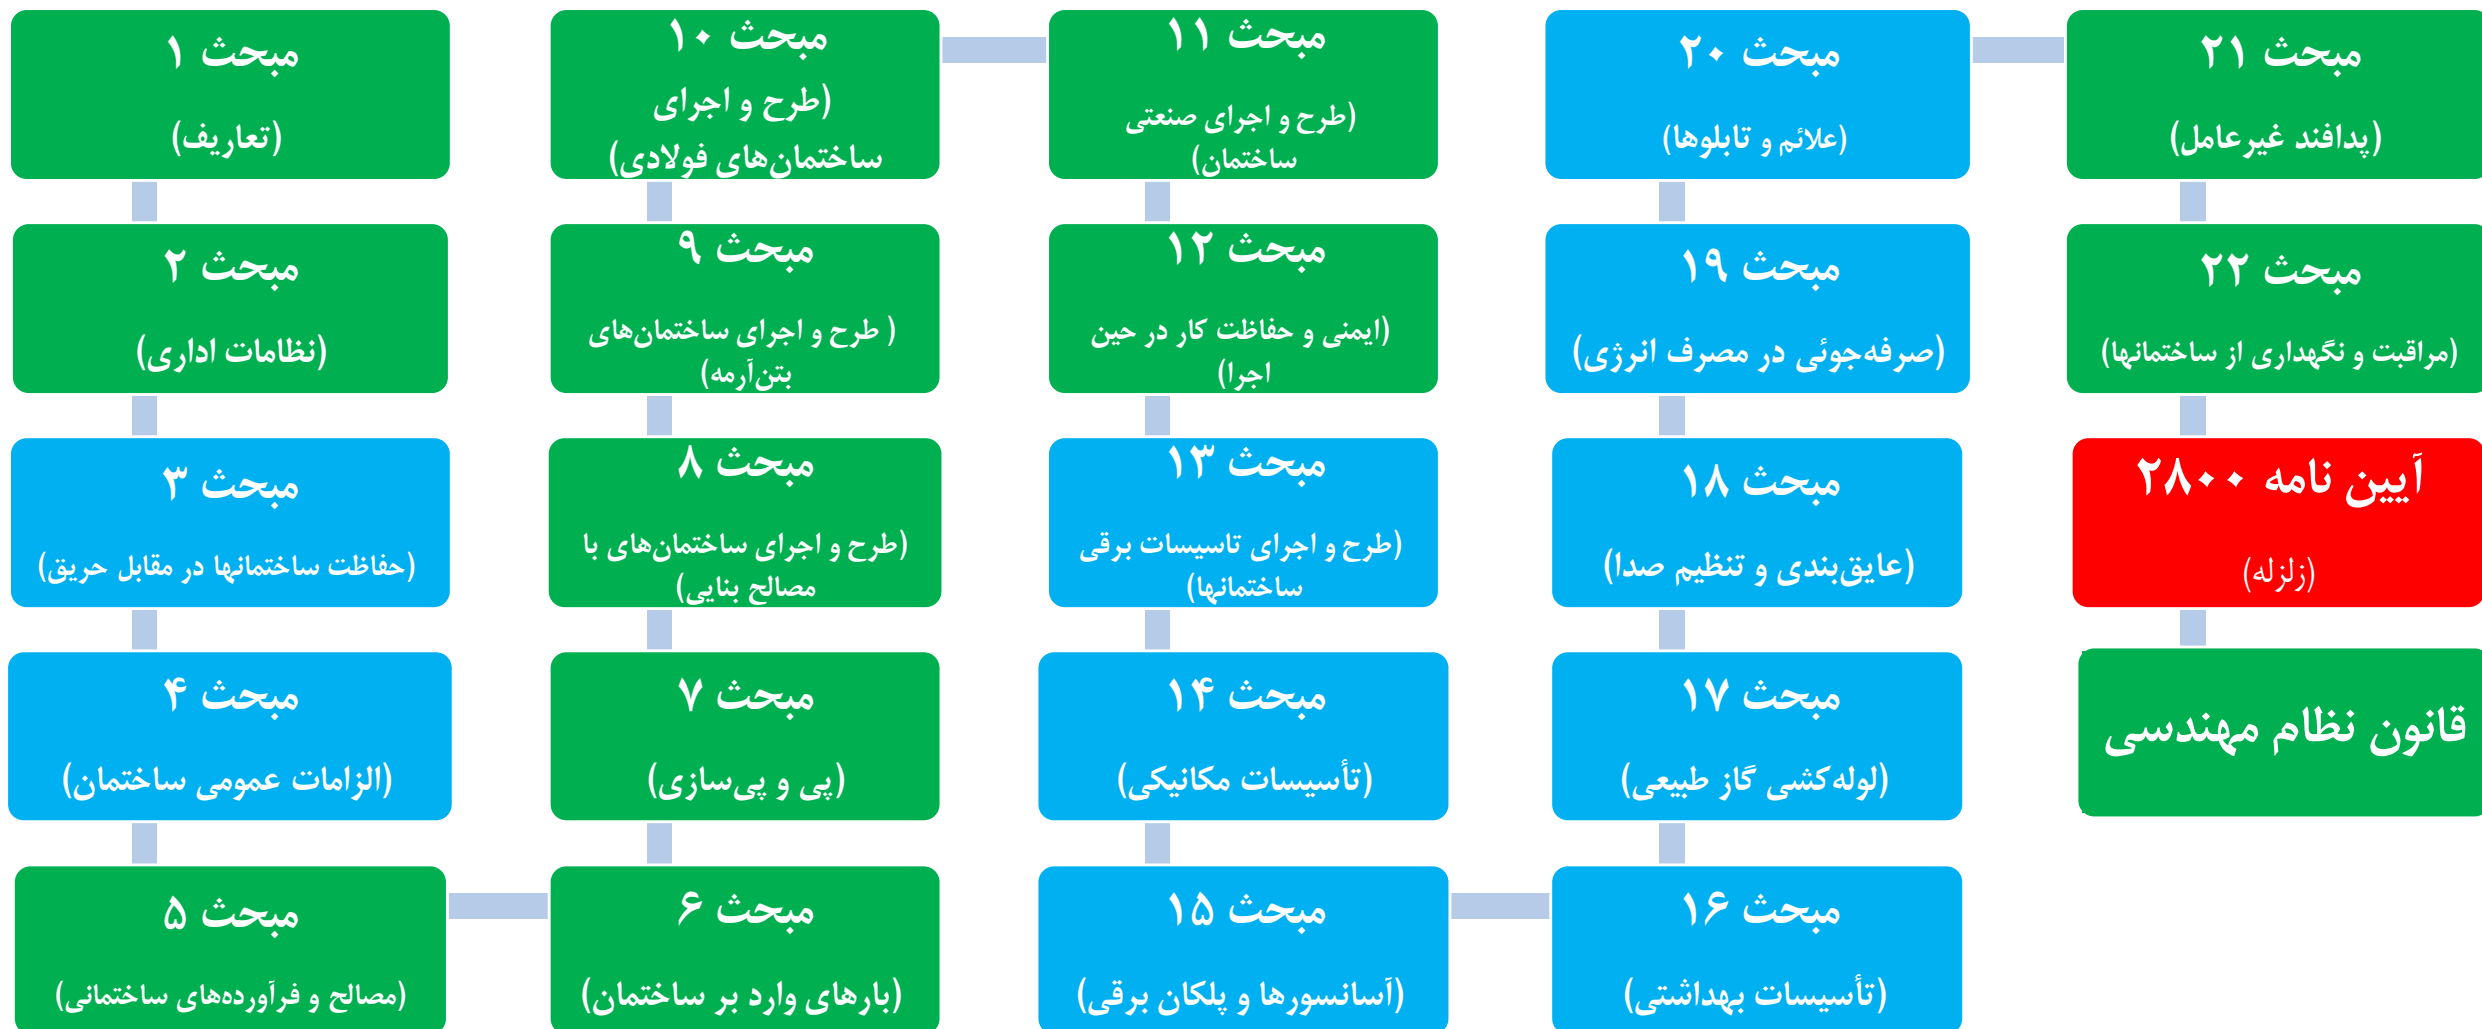 مبحث ۱
(تعاریف)
مبحث ۲
(نظامات اداری)
مبحث ۳
(حفاظت ساختمانها در مقابل حریق)
مبحث ۴
(الزامات عمومی ساختمان)
مبحث ۵
(مصالح و فرآورده‌های ساختمانی)
مبحث ۶
(بارهای وارد بر ساختمان)
مبحث ۷
(پی و پی‌سازی)
مبحث ۸
(طرح و اجرای ساختمان‌های با
مصالح بنایی)
مبحث ۹
( طرح و اجرای ساختمان‌های
بتن‌آرمه)
مبحث ۱۰
(طرح و اجرای
ساختمان‌های فولادی)
مبحث ۱۱
(طرح و اجرای صنعتی
ساختمان)
مبحث ۱۲
(ایمنی و حفاظت کار در حین
اجرا)
مبحث ۱۳
(طرح و اجرای تاسیسات برقی
ساختمانها)
مبحث ۱۴
(تأسیسات مکانیکی)
مبحث ۱۵
(آسانسورها و پلکان برقی)
مبحث ۱۶
(تأسیسات بهداشتی)
مبحث ۱۷
(لوله‌کشی گاز طبیعی)
مبحث ۱۸
(عایق‌بندی و تنظیم صدا)
مبحث ۱۹
(صرفه‌جوئی در مصرف انرژی)
مبحث ۲۰
(علائم و تابلوها)
مبحث ۲۱
(پدافند غیرعامل)
مبحث ۲۲
(مراقبت و نگهداری از ساختمانها)
آیین نامه ۲۸۰۰
(زلزله)
قانون نظام مهندسی